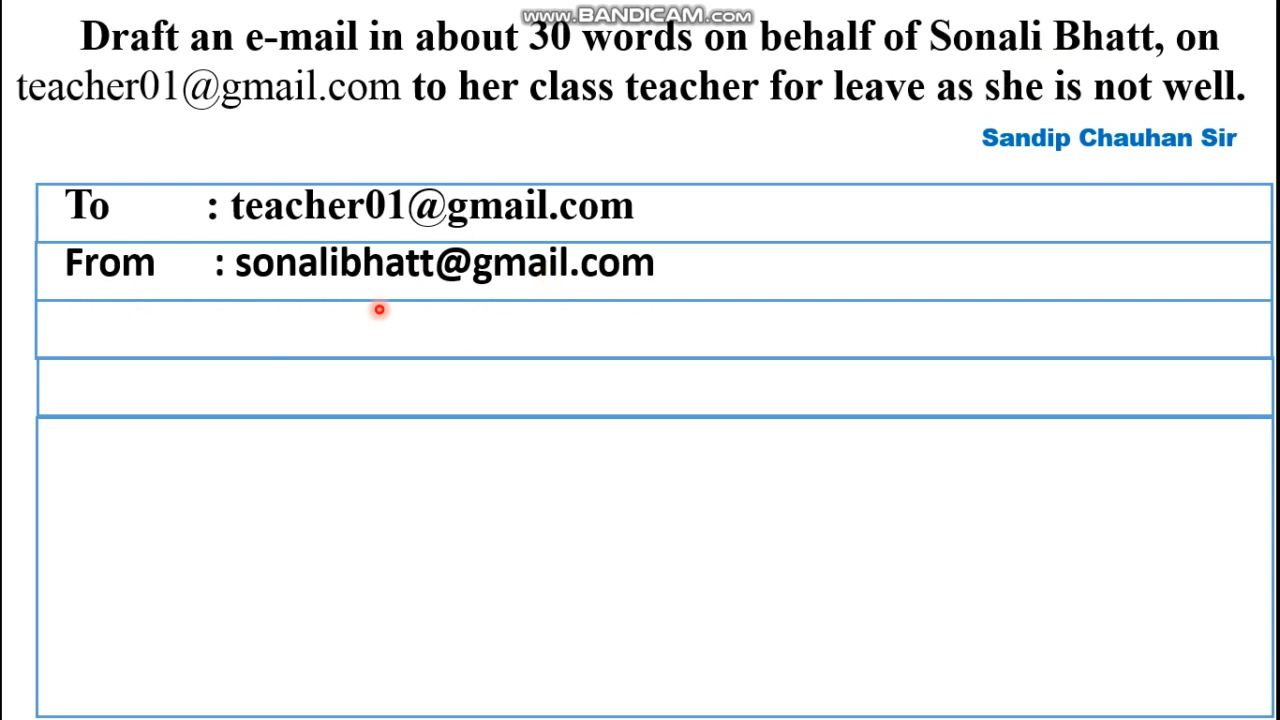 www.BANDICAM.com
Draft an e-mail in about 30 words on behalf of Sonali Bhatt, on
teacher01@gmail.com to her class teacher for leave as she is not well.
Sandip Chauhan Sir
To : teacher01@gmail.com
From : sonalibhatt@gmail.com